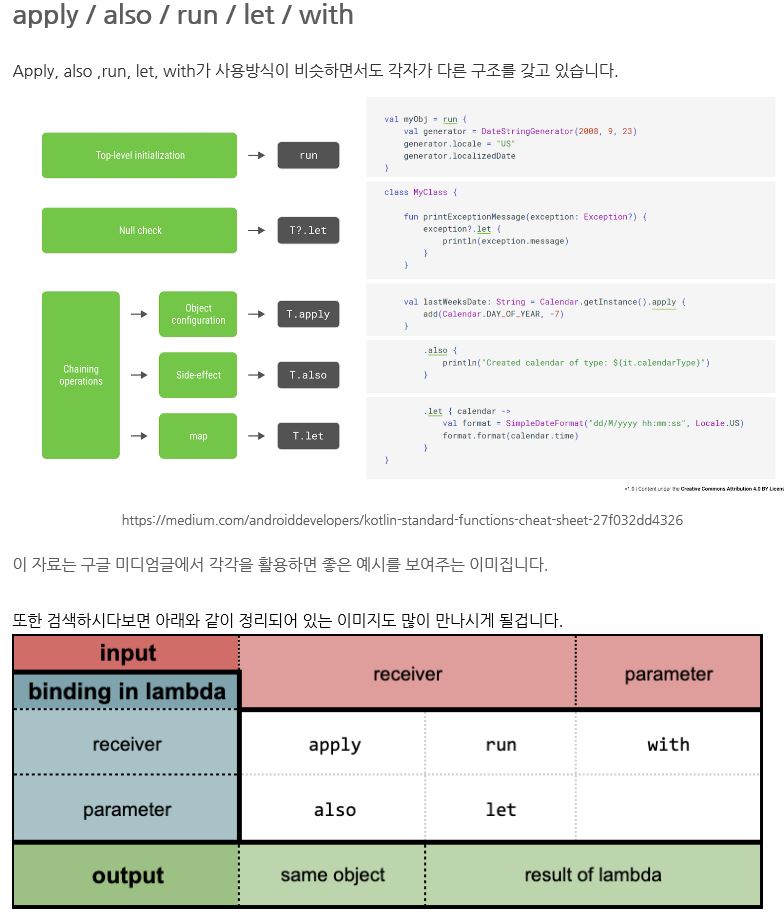 apply / also / run / let / with
Apply, also ,run, let, with가 사용방식이 비슷하면서도 각자가 다른 구조를 갖고 있습니다.
Top-level initialization
run
val myObj = run {
val generator = DateStringGenerator(2008, 9, 23)
generator.locale = "US"
generator.localizedDate
}
Null check
T?.let
class MyClass {
fun printExceptionMessage(exception: Exception?) {
exception?.let {
println(exception.message)
}
}
Chaining
operations
Object
configuration
T.apply
val lastWeeksDate: String = Calendar.getInstance().apply {
add(Calendar.DAY_OF_YEAR, -7)
}
Side-effect
T.also
.also {
println("Created calendar of type: ${it.calendarType}")
}
map
T.let
.let { calendar ->
val format = SimpleDateFormat("dd/M/yyyy hh:mm:ss", Locale.US)
format.format(calendar.time)
}
}
v1.0 | Content under the Creative Commons Attribution 4.0 BY Licens
https://medium.com/androiddevelopers/kotlin-standard-functions-cheat-sheet-27f032dd4326
이 자료는 구글 미디엄글에서 각각을 활용하면 좋은 예시를 보여주는 이미집니다.
또한 검색하시다보면 아래와 같이 정리되어 있는 이미지도 많이 만나시게 될겁니다.
input
receiver
parameter
binding in lambda
receiver
apply
run
with
parameter
also
let
output
same object
result of lambda